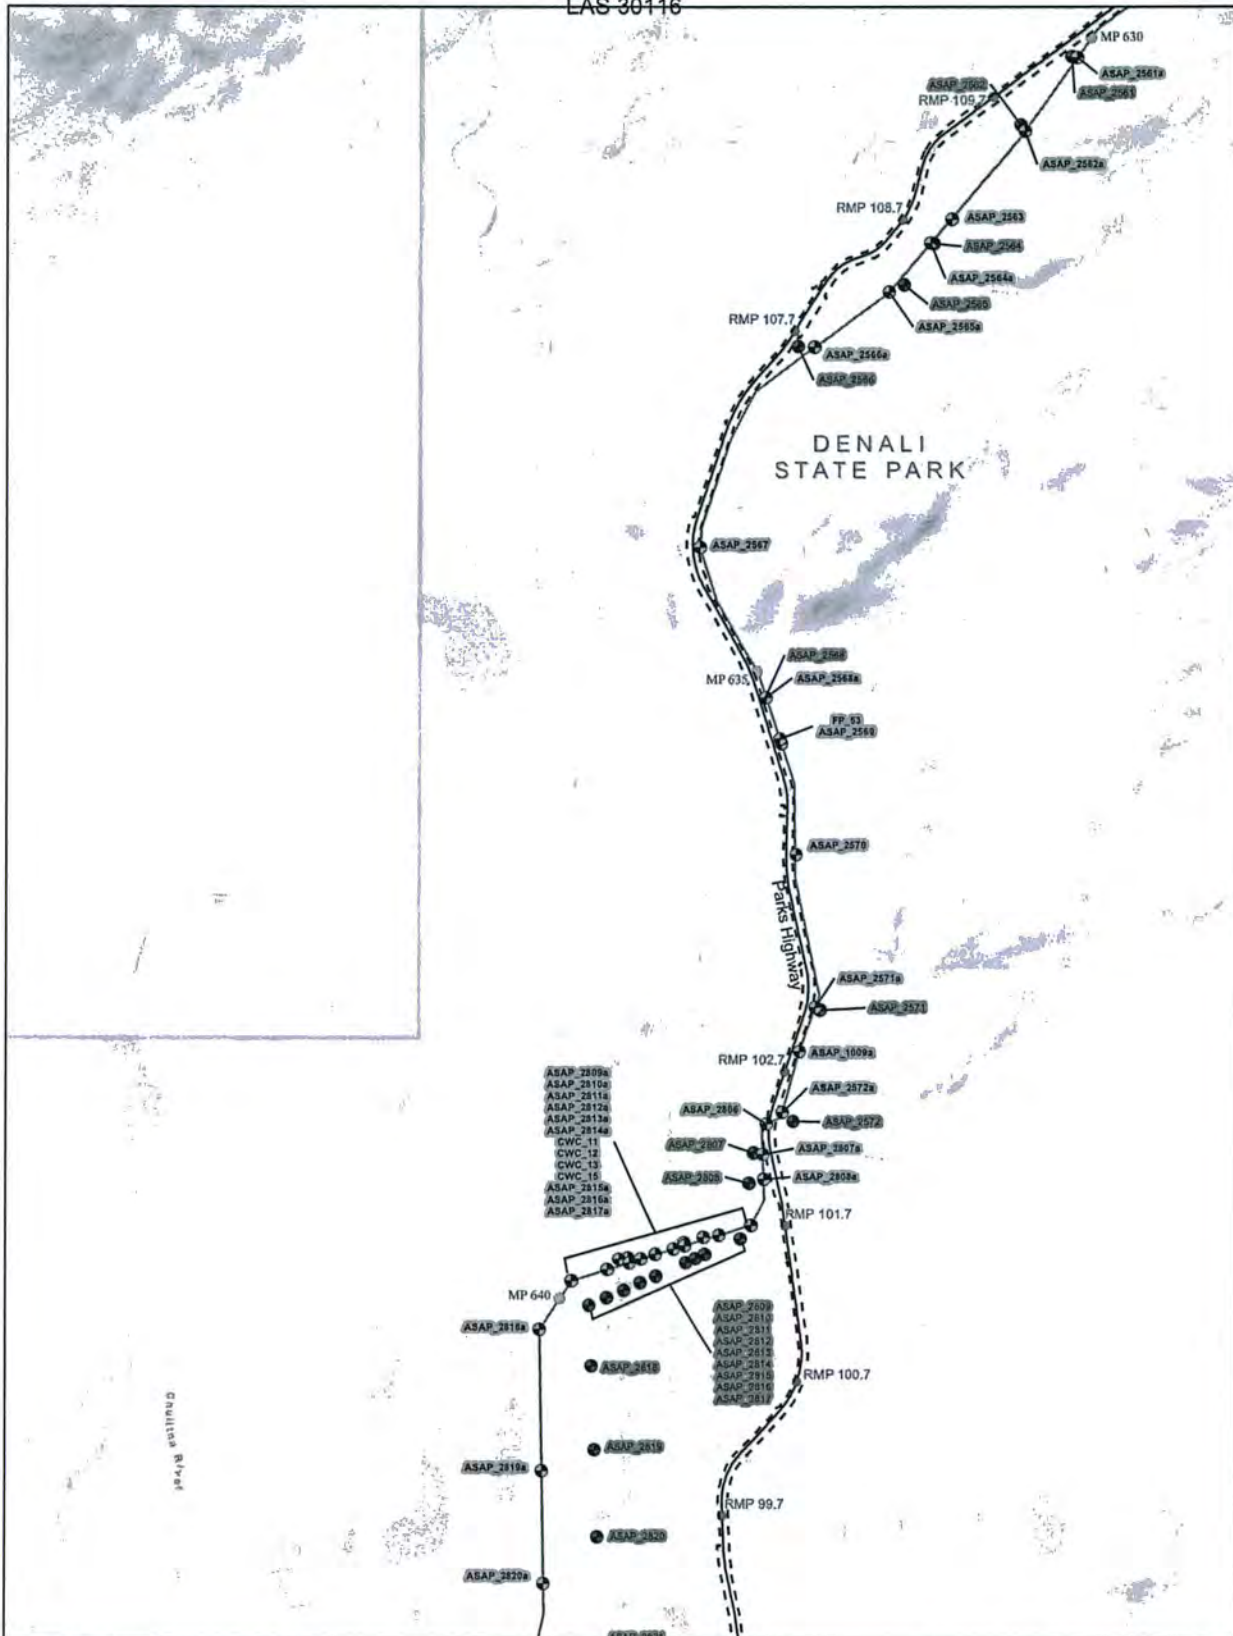 LAS 30116
MP 630
ASAP_2561a
ASAP_2561
ASAP_2562
RMP 109.7
ASAP_2562a
RMP 108.7
ASAP_2563
ASAP_2564
ASAP_2564a
ASAP_2565
ASAP_2565a
RMP 107.7
ASAP_2566a
ASAP_2566
DENALI
STATE PARK
ASAP_2567
ASAP_2568
MP 635
ASAP_2568a
FP_53
ASAP_2569
ASAP_2570
Parks Highway
ASAP_2571a
ASAP_2571
ASAP_1009a
RMP 102.7
ASAP_2572a
ASAP_2572
ASAP_2806
ASAP_2807
ASAP_2807a
ASAP_2808
ASAP_2808a
ASAP_2809a
ASAP_2810a
ASAP_2811a
ASAP_2812a
ASAP_2813a
ASAP_2814a
CWC_11
CWC_12
CWC_13
CWC_15
ASAP_2815a
ASAP_2816a
ASAP_2817a
RMP 101.7
MP 640
ASAP_2809
ASAP_2810
ASAP_2811
ASAP_2812
ASAP_2813
ASAP_2814
ASAP_2815
ASAP_2816
ASAP_2817
ASAP_2818a
ASAP_2818
RMP 100.7
Chulitna River
ASAP_2819
ASAP_2819a
RMP 99.7
ASAP_2820
ASAP_2820a